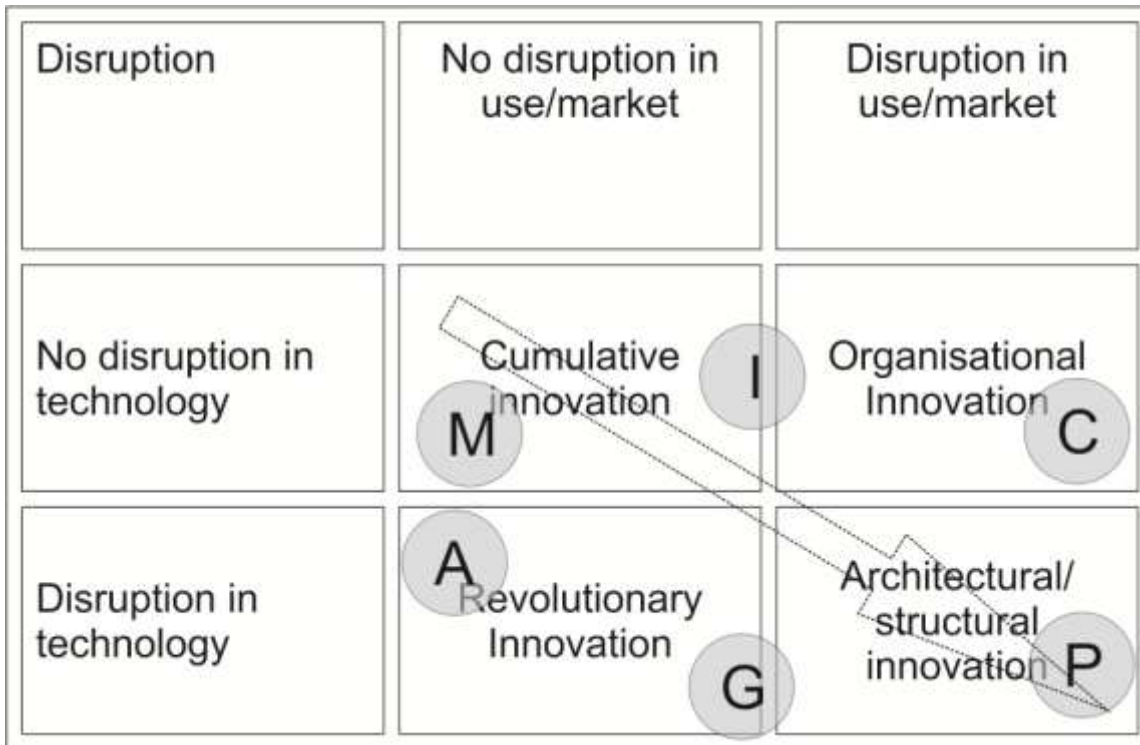 Disruption
No disruption in
use/market
Disruption in
use/market
No disruption in
technology
Cumulative
innovation
M
I
Organisational
Innovation
C
Disruption in
technology
A
Revolutionary
Innovation
G
Architectural/
structural
innovation
P